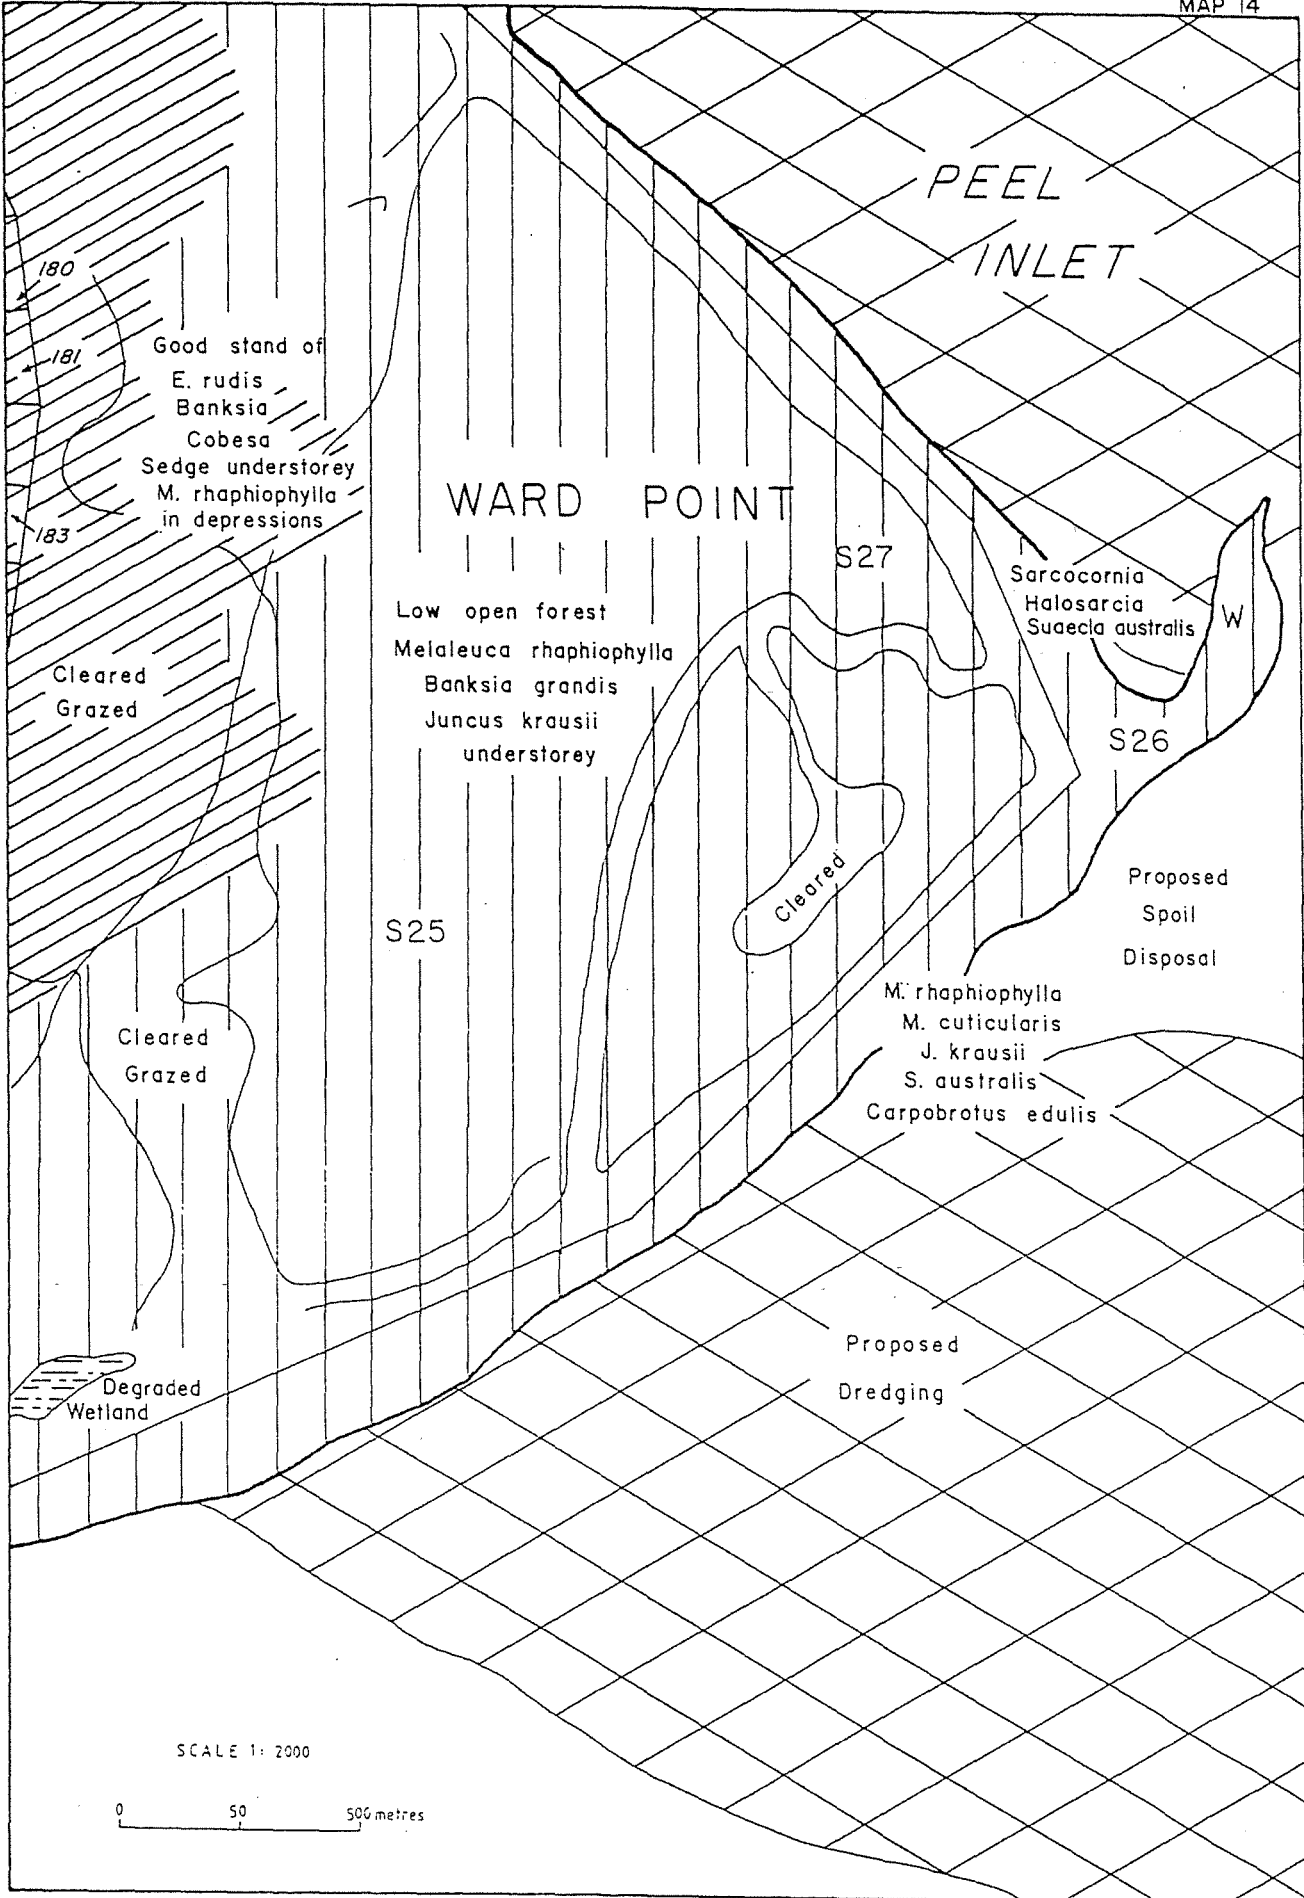 MAP 14
PEEL
INLET
180
181
183
Good stand of
E. rudis
Banksia
Cobesa
Sedge understorey
M. rhaphiophylla
in depressions
WARD POINT
S27
Sarcocornia
Halosarcia
Suaecla australis
W
Low open forest
Melaleuca rhaphiophylla
Banksia grandis
Juncus krausii
understorey
Cleared
Grazed
S26
Cleared
Proposed
Spoil
Disposal
S25
M. rhaphiophylla
M. cuticularis
J. krausii
S. australis
Carpobrotus edulis
Cleared
Grazed
Proposed
Dredging
Degraded
Wetland
SCALE 1: 2000
0 50 500 metres